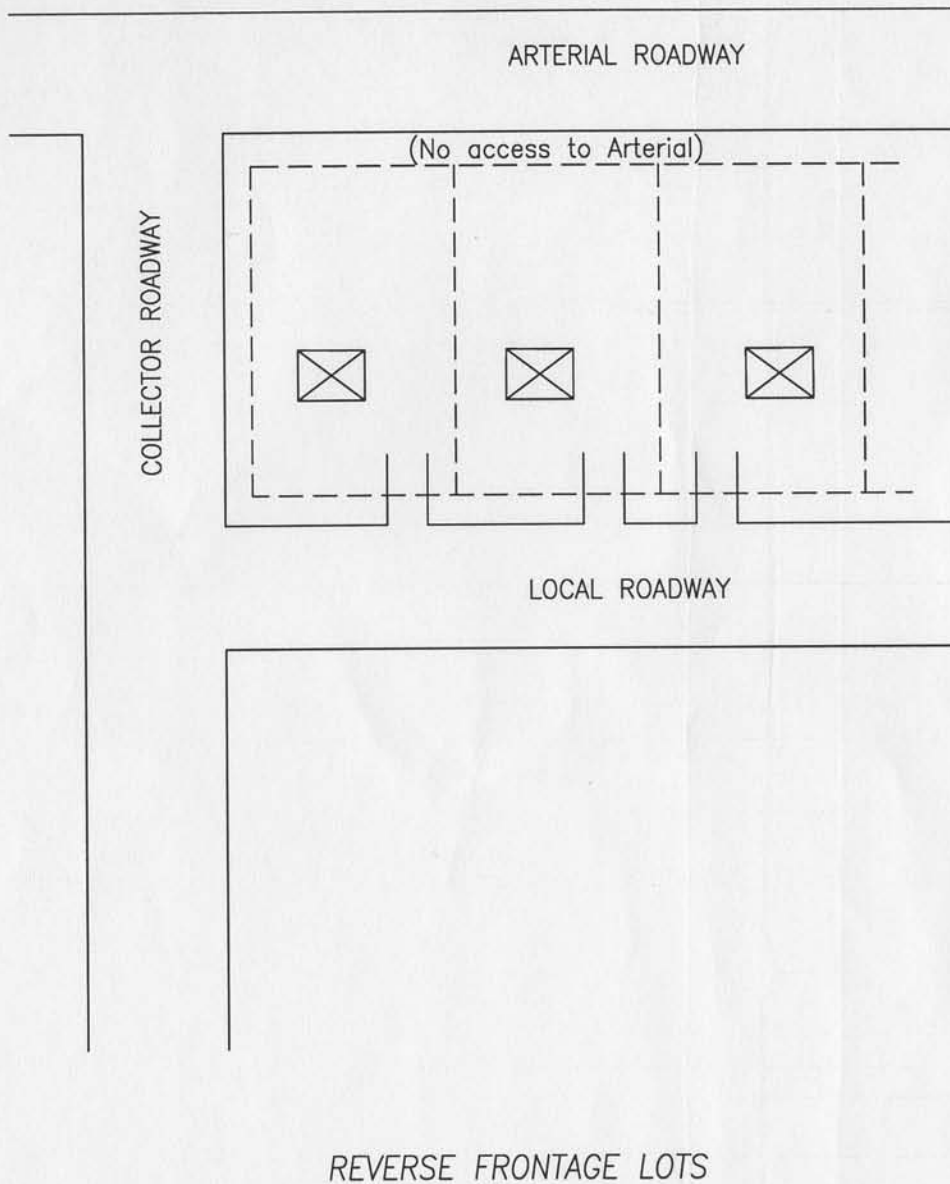 ARTERIAL ROADWAY
(No access to Arterial)
COLLECTOR ROADWAY
LOCAL ROADWAY
REVERSE FRONTAGE LOTS